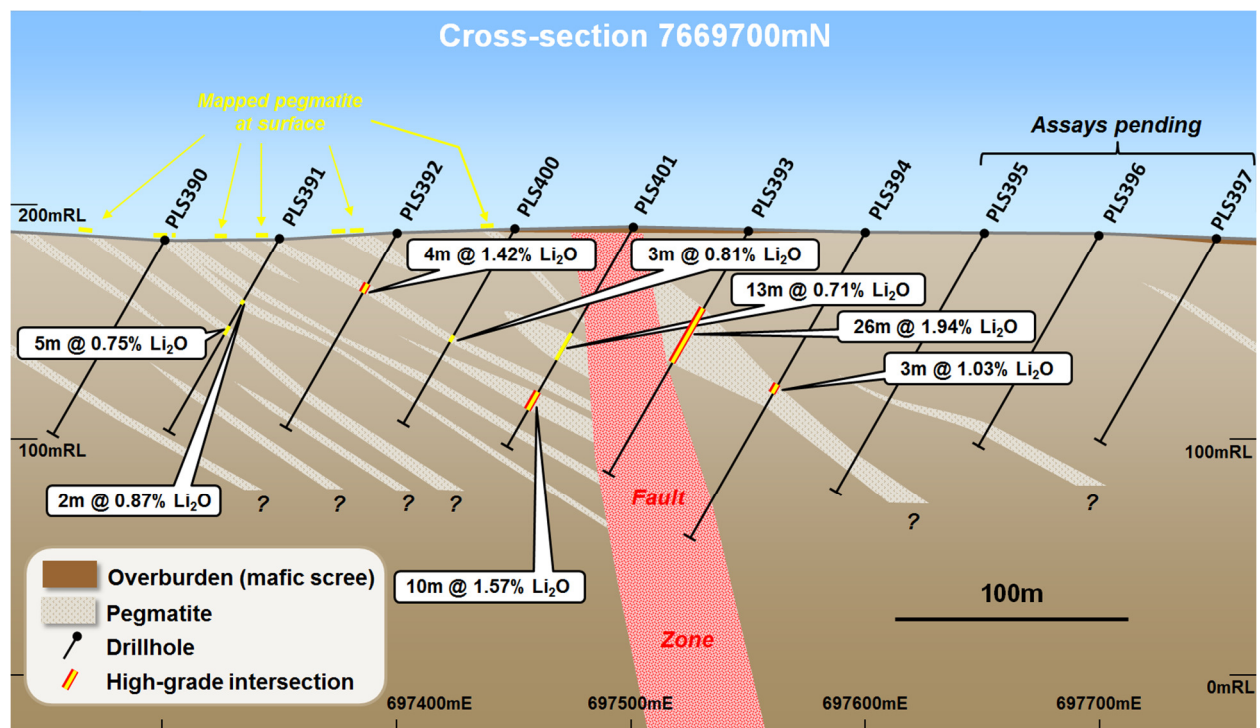 Cross-section 7669700mN
Mapped pegmatite
at surface
Assays pending
PLS390
PLS391
PLS392
PLS400
PLS401
PLS393
PLS394
PLS395
PLS396
PLS397
200mRL
4m @ 1.42% Li₂O
3m @ 0.81% Li₂O
13m @ 0.71% Li₂O
26m @ 1.94% Li₂O
5m @ 0.75% Li₂O
3m @ 1.03% Li₂O
100mRL
100mRL
2m @ 0.87% Li₂O
?
?
?
?
?
?
Fault
10m @ 1.57% Li₂O
Zone
100m
Overburden (mafic scree)
Pegmatite
Drillhole
High-grade intersection
0mRL
697400mE
697500mE
697600mE
697700mE